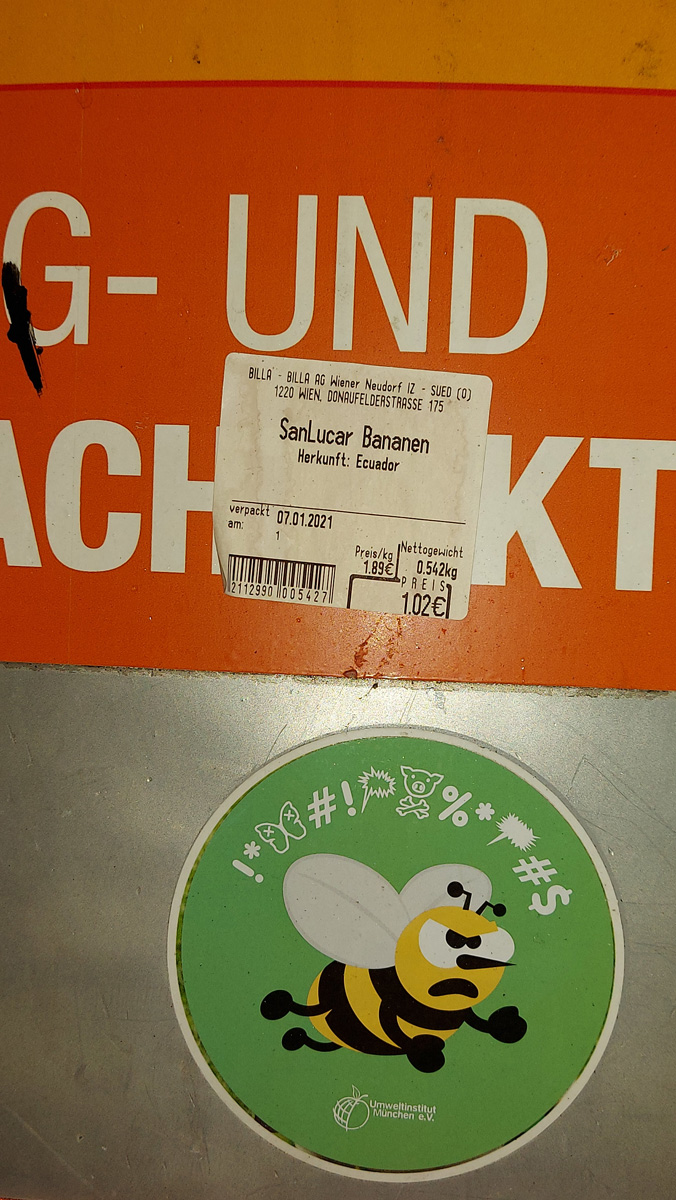 G- UND
ACH KT
BILLA - BILLA AG Wiener Neudorf IZ - SUED (O)
1220 WIEN, DONAUFELDERSTRASSE 175
SanLucar Bananen
Herkunft: Ecuador
verpackt am: 07.01.2021
1
Preis/kg Nettogewicht
1.89€ 0.542kg
PREIS
1.02€
2112990 005427
!*#!%*#$
Umweltinstitut
München e.V.